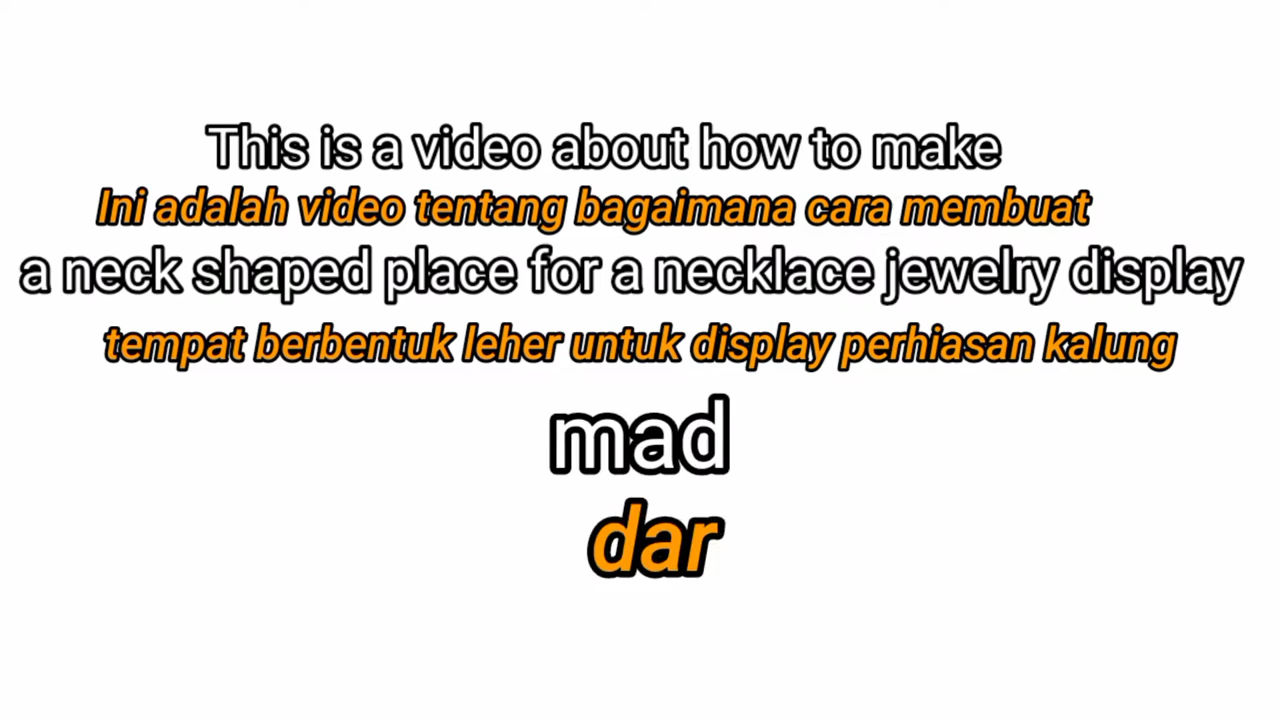 This is a video about how to make
Ini adalah video tentang bagaimana cara membuat
a neck shaped place for a necklace jewelry display
tempat berbentuk leher untuk display perhiasan kalung
mad
dar